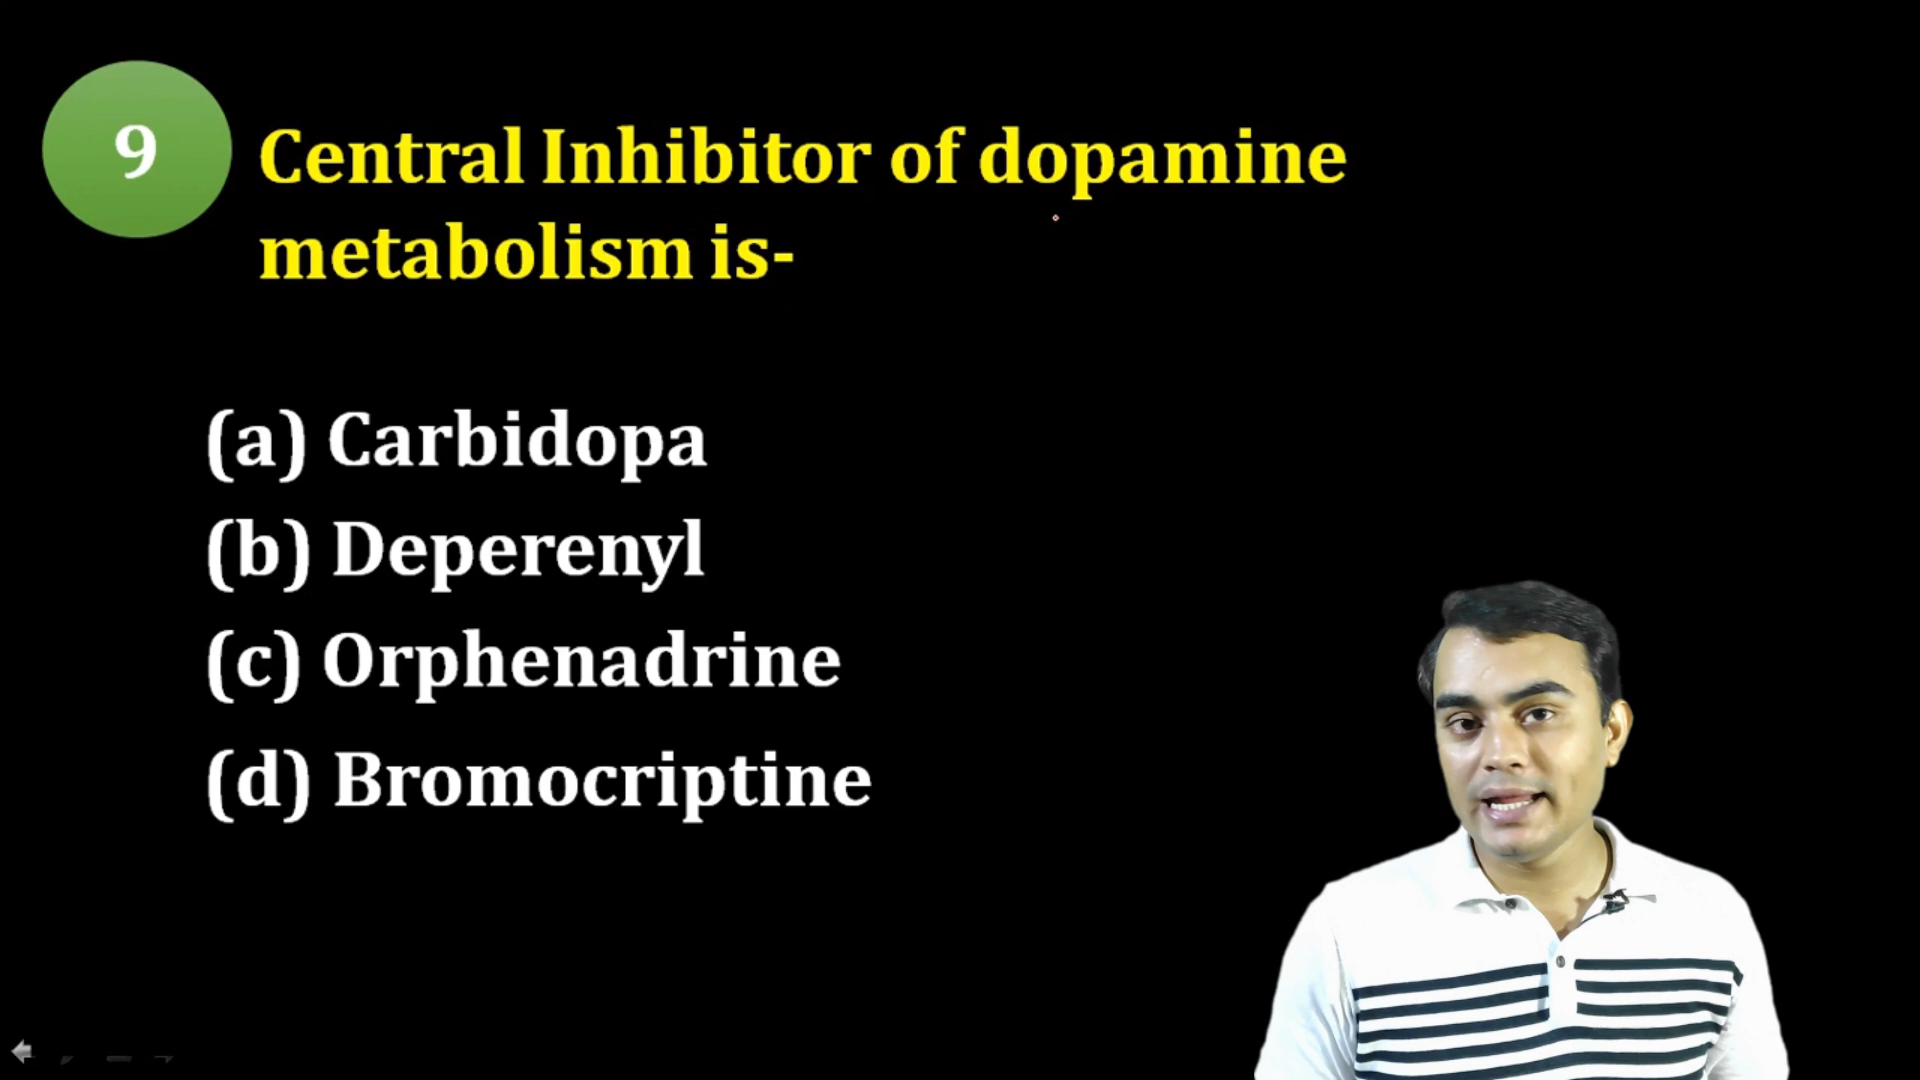 9
Central Inhibitor of dopamine
metabolism is-
(a) Carbidopa
(b) Deperenyl
(c) Orphenadrine
(d) Bromocriptine